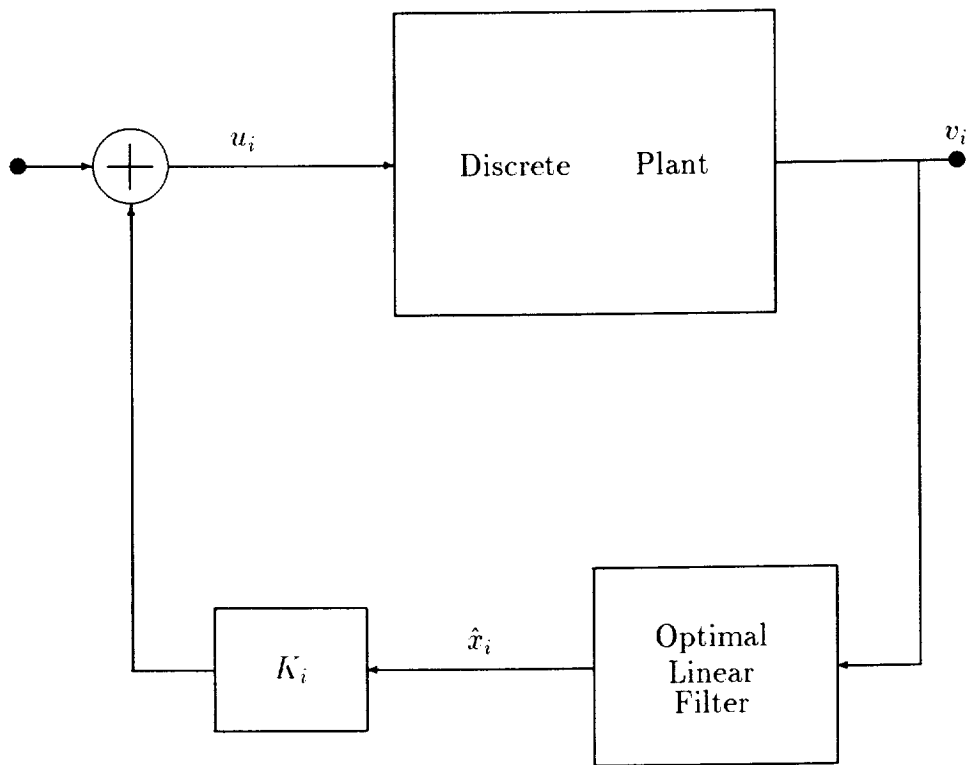 v_i
u_i
Discrete Plant
Optimal
x̂_i
Linear
K_i
Filter